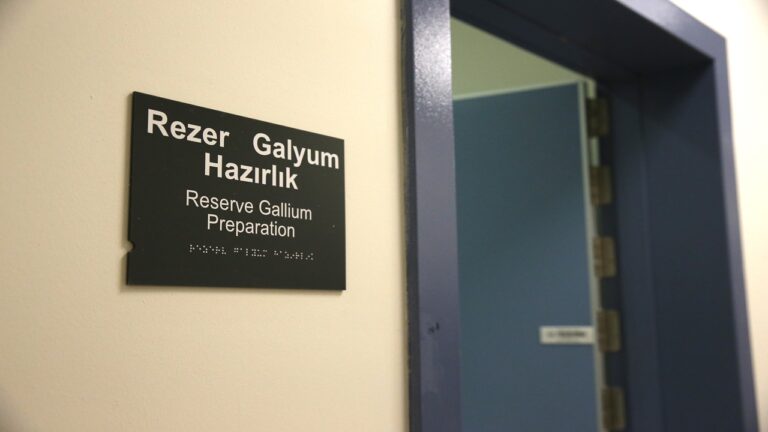 Rezer Galyum
Hazırlık
Reserve Gallium
Preparation